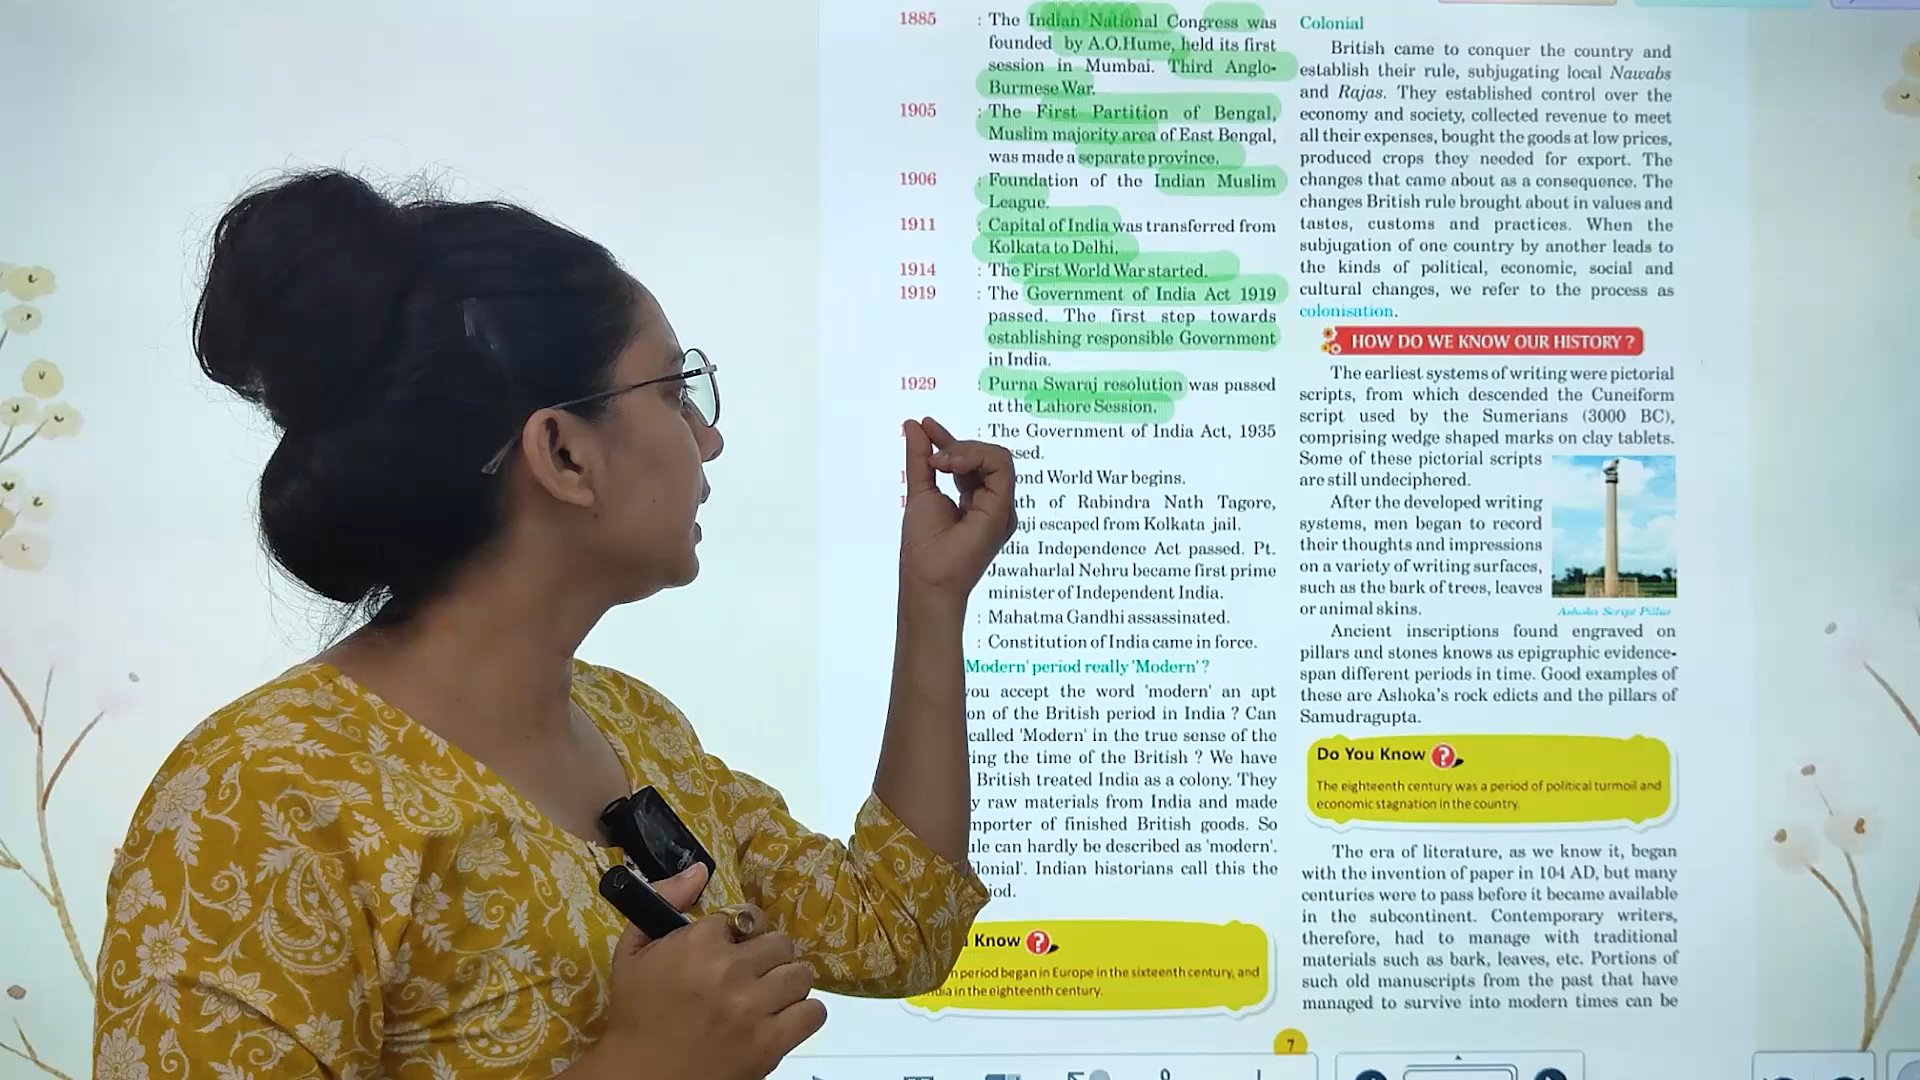 1885 : The Indian National Congress was
founded by A.O.Hume, held its first
session in Mumbai. Third Anglo-
Burmese War.
1905 : The First Partition of Bengal,
Muslim majority area of East Bengal,
was made a separate province.
1906 : Foundation of the Indian Muslim
League.
1911 : Capital of India was transferred from
Kolkata to Delhi.
1914 : The First World War started.
1919 : The Government of India Act 1919
passed. The first step towards
establishing responsible Government
in India.
1929 : Purna Swaraj resolution was passed
at the Lahore Session.
: The Government of India Act, 1935
sed.
ond World War begins.
th of Rabindra Nath Tagore,
aji escaped from Kolkata jail.
dia Independence Act passed. Pt.
Jawaharlal Nehru became first prime
minister of Independent India.
: Mahatma Gandhi assassinated.
: Constitution of India came in force.
Modern' period really 'Modern' ?
you accept the word 'modern' an apt
on of the British period in India ? Can
called 'Modern' in the true sense of the
ing the time of the British ? We have
British treated India as a colony. They
y raw materials from India and made
mporter of finished British goods. So
ule can hardly be described as 'modern'.
lonial'. Indian historians call this the
iod.
Know ?
n period began in Europe in the sixteenth century, and
dia in the eighteenth century.
Colonial
British came to conquer the country and
establish their rule, subjugating local Nawabs
and Rajas. They established control over the
economy and society, collected revenue to meet
all their expenses, bought the goods at low prices,
produced crops they needed for export. The
changes that came about as a consequence. The
changes British rule brought about in values and
tastes, customs and practices. When the
subjugation of one country by another leads to
the kinds of political, economic, social and
cultural changes, we refer to the process as
colonisation.
HOW DO WE KNOW OUR HISTORY ?
The earliest systems of writing were pictorial
scripts, from which descended the Cuneiform
script used by the Sumerians (3000 BC),
comprising wedge shaped marks on clay tablets.
Some of these pictorial scripts
are still undeciphered.
After the developed writing
systems, men began to record
their thoughts and impressions
on a variety of writing surfaces,
such as the bark of trees, leaves
or animal skins.
Ashoka Script Pillar
Ancient inscriptions found engraved on
pillars and stones knows as epigraphic evidence-
span different periods in time. Good examples of
these are Ashoka's rock edicts and the pillars of
Samudragupta.
Do You Know ?
The eighteenth century was a period of political turmoil and
economic stagnation in the country.
The era of literature, as we know it, began
with the invention of paper in 104 AD, but many
centuries were to pass before it became available
in the subcontinent. Contemporary writers,
therefore, had to manage with traditional
materials such as bark, leaves, etc. Portions of
such old manuscripts from the past that have
managed to survive into modern times can be
7